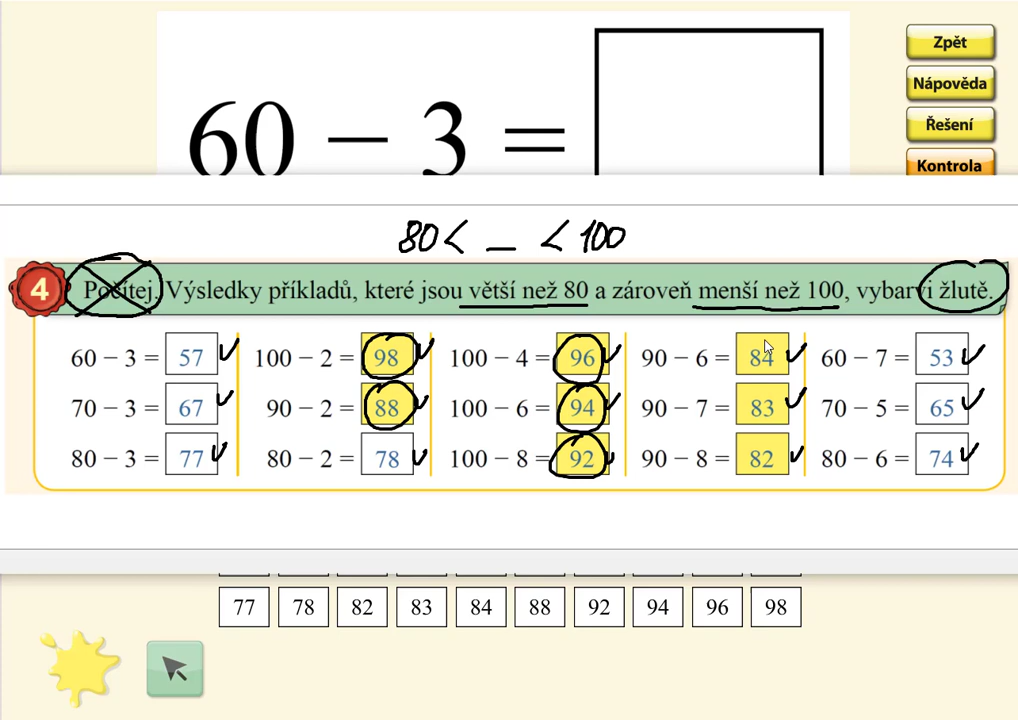 60 − 3 =
Zpět
Nápověda
Řešení
Kontrola
80 < _ < 100
4 Počítej. Výsledky příkladů, které jsou větší než 80 a zároveň menší než 100, vybarvi žlutě.
60 − 3 = 57 100 − 2 = 98 100 − 4 = 96 90 − 6 = 84 60 − 7 = 53
70 − 3 = 67 90 − 2 = 88 100 − 6 = 94 90 − 7 = 83 70 − 5 = 65
80 − 3 = 77 80 − 2 = 78 100 − 8 = 92 90 − 8 = 82 80 − 6 = 74
77 78 82 83 84 88 92 94 96 98